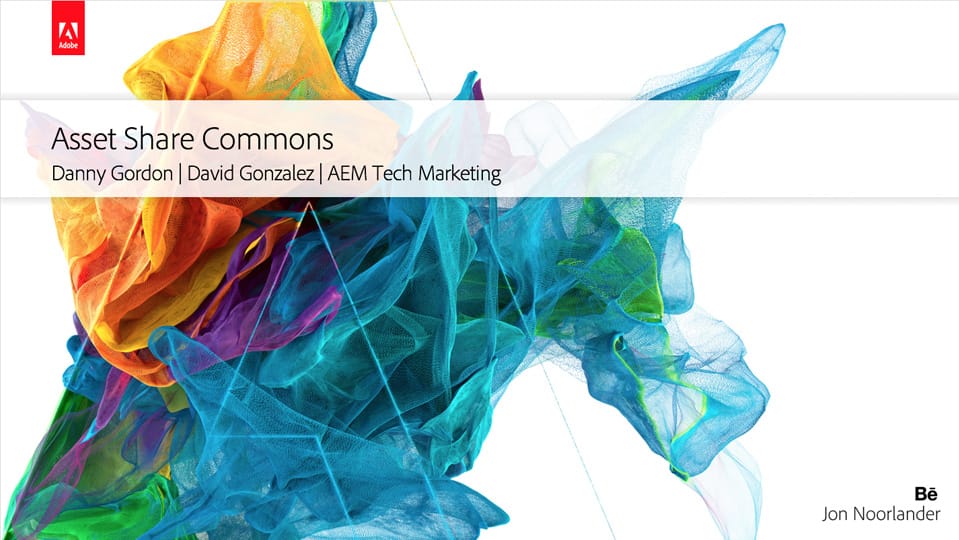 Adobe
Asset Share Commons
Danny Gordon | David Gonzalez | AEM Tech Marketing
Bē
Jon Noorlander